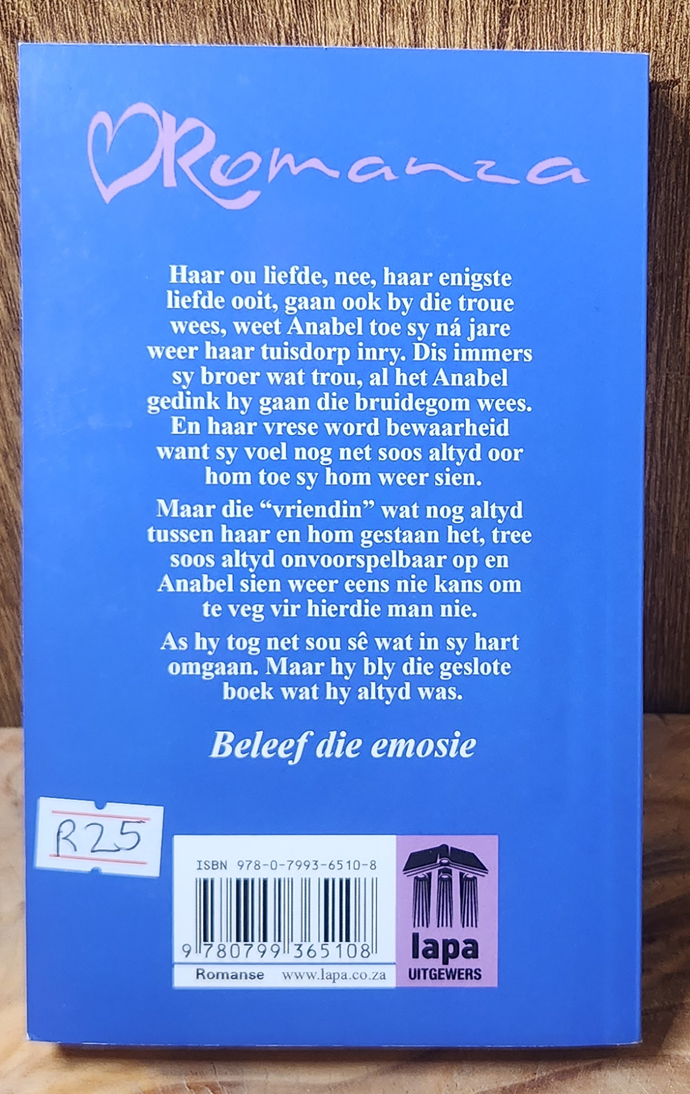 Romanza
Haar ou liefde, nee, haar enigste
liefde ooit, gaan ook by die troue
wees, weet Anabel toe sy ná jare
weer haar tuisdorp inry. Dis immers
sy broer wat trou, al het Anabel
gedink hy gaan die bruidegom wees.
En haar vrese word bewaarheid
want sy voel nog net soos altyd oor
hom toe sy hom weer sien.
Maar die “vriendin” wat nog altyd
tussen haar en hom gestaan het, tree
soos altyd onvoorspelbaar op en
Anabel sien weer eens nie kans om
te veg vir hierdie man nie.
As hy tog net sou sê wat in sy hart
omgaan. Maar hy bly die geslote
boek wat hy altyd was.
Beleef die emosie
R25
ISBN 978-0-7993-6510-8
9 780799 365108
Romanse www.lapa.co.za
lapa
UITGEWERS